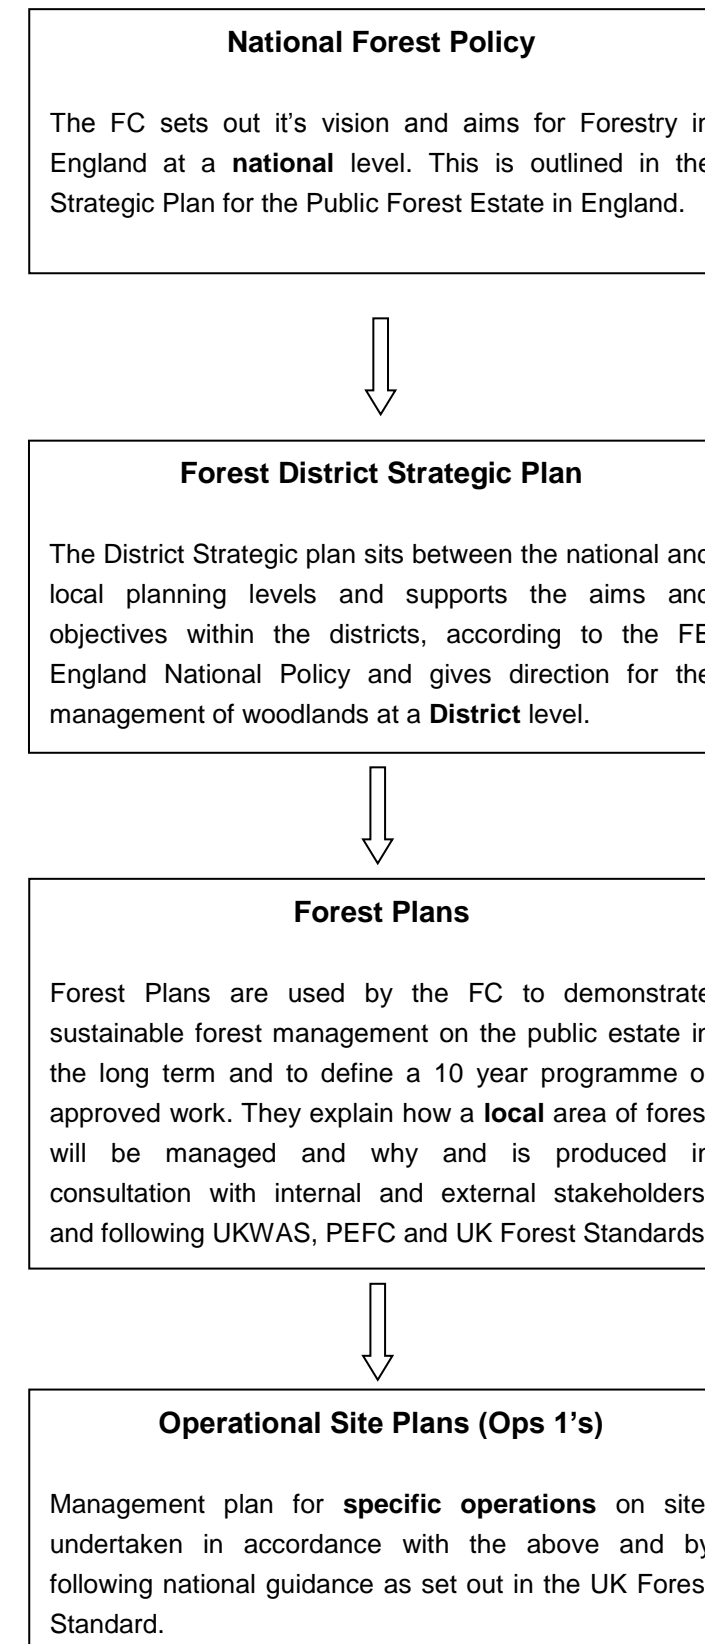 National Forest Policy
The FC sets out it's vision and aims for Forestry in
England at a national level. This is outlined in the
Strategic Plan for the Public Forest Estate in England.
Forest District Strategic Plan
The District Strategic plan sits between the national and
local planning levels and supports the aims and
objectives within the districts, according to the FE
England National Policy and gives direction for the
management of woodlands at a District level.
Forest Plans
Forest Plans are used by the FC to demonstrate
sustainable forest management on the public estate in
the long term and to define a 10 year programme o
approved work. They explain how a local area of fores
will be managed and why and is produced in
consultation with internal and external stakeholders
and following UKWAS, PEFC and UK Forest Standards
Operational Site Plans (Ops 1's)
Management plan for specific operations on site
undertaken in accordance with the above and by
following national guidance as set out in the UK Fores
Standard.